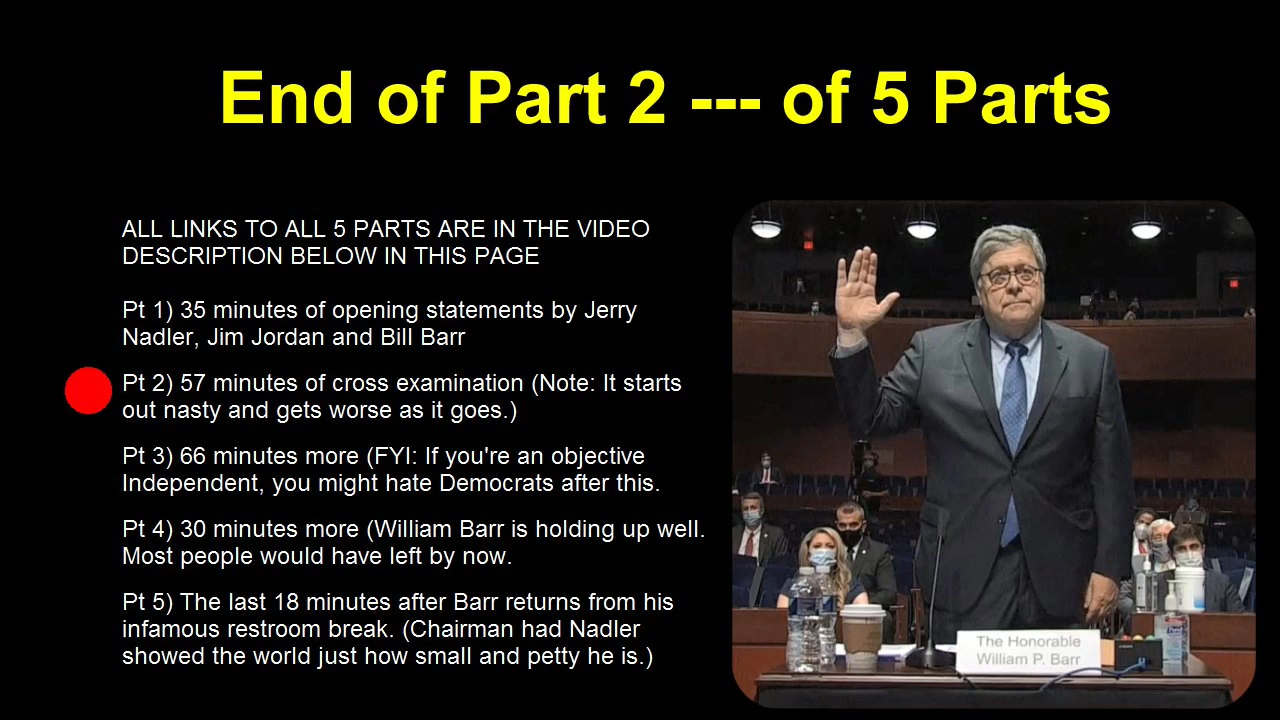 End of Part 2 --- of 5 Parts
ALL LINKS TO ALL 5 PARTS ARE IN THE VIDEO
DESCRIPTION BELOW IN THIS PAGE
Pt 1) 35 minutes of opening statements by Jerry
Nadler, Jim Jordan and Bill Barr
Pt 2) 57 minutes of cross examination (Note: It starts
out nasty and gets worse as it goes.)
Pt 3) 66 minutes more (FYI: If you're an objective
Independent, you might hate Democrats after this.
Pt 4) 30 minutes more (William Barr is holding up well.
Most people would have left by now.
Pt 5) The last 18 minutes after Barr returns from his
infamous restroom break. (Chairman had Nadler
showed the world just how small and petty he is.)
The Honorable
William P. Barr